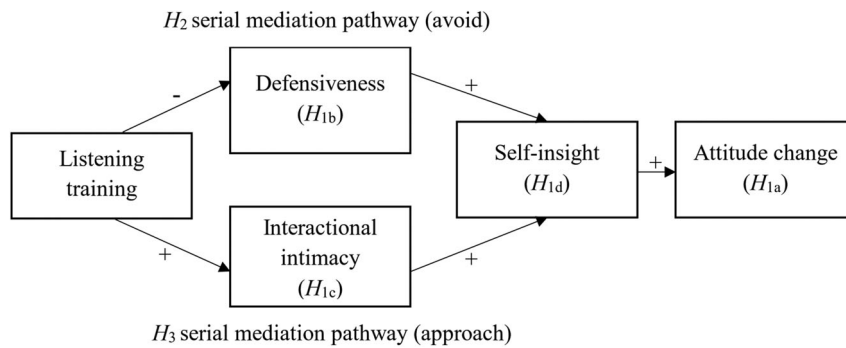 H2 serial mediation pathway (avoid)
Defensiveness
(H1b)
-
+
Listening
training
Self-insight
(H1d)
+
Attitude change
(H1a)
Interactional
intimacy
(H1c)
+
+
H3 serial mediation pathway (approach)